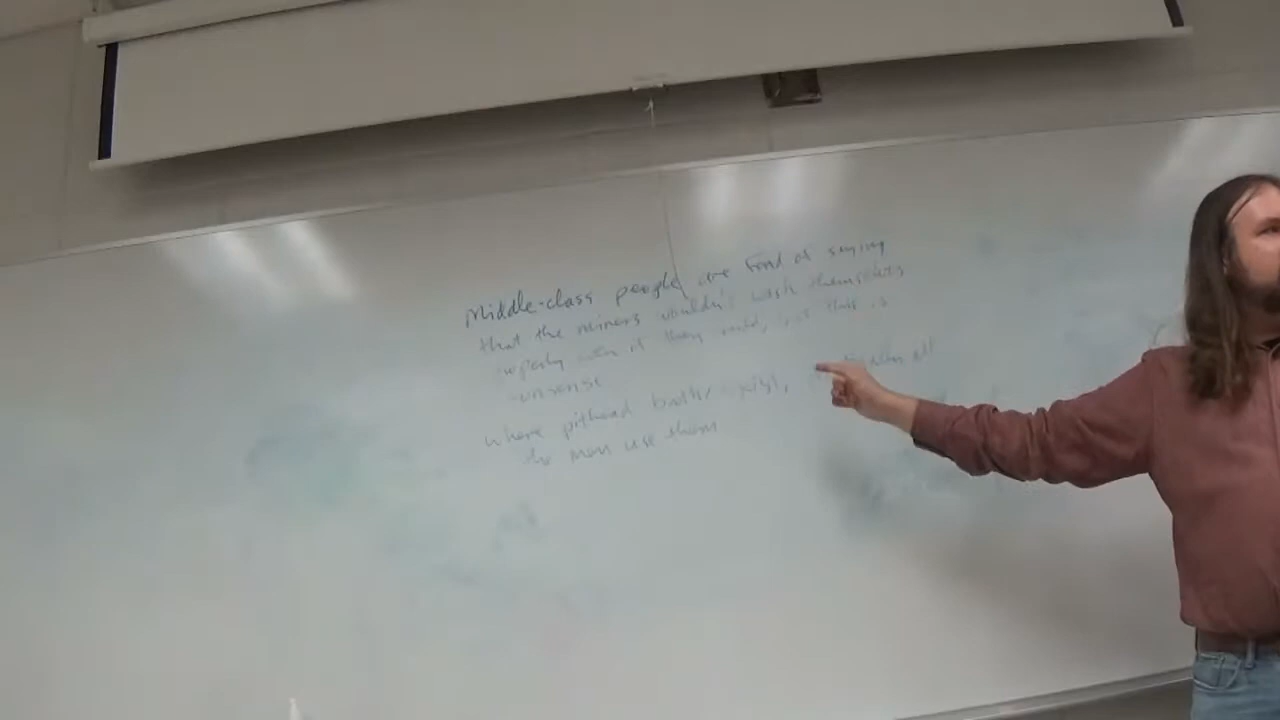 Middle-class people are fond of saying
that the miners wouldn't wash themselves
properly even if they could, but this is
nonsense
where pithead baths exist, all
the men use them